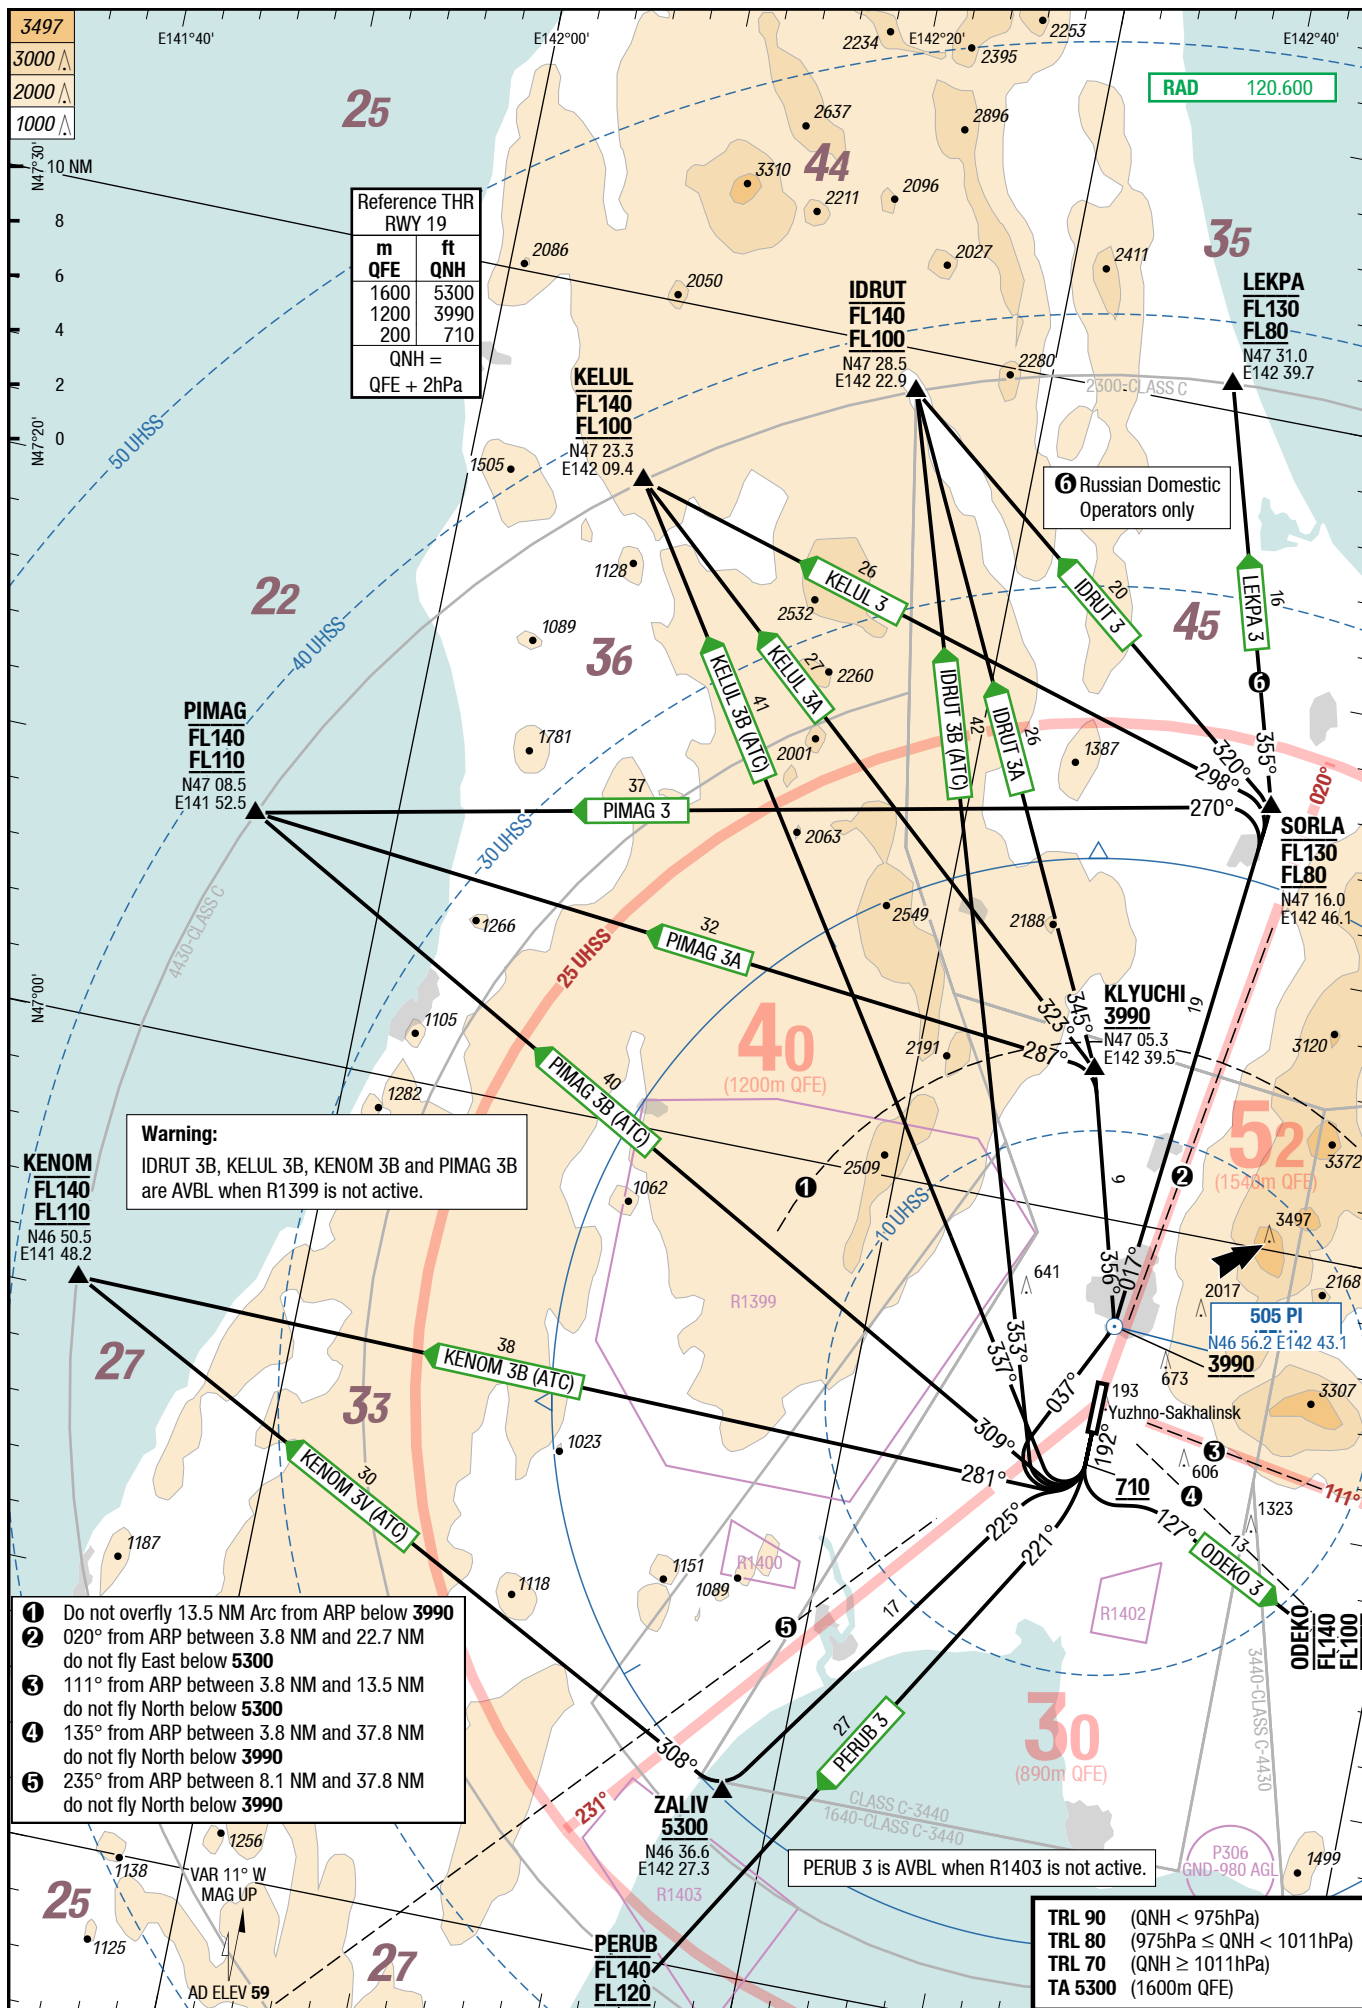 3497
3000
2000
1000
E141°40'
E142°00'
E142°20'
E142°40'
2234
2253
2395
RAD 120.600
25
2637
2896
44
3310
2211
2096
N47°30'
10 NM
8
6
4
2
0
N47°20'
Reference THR
RWY 19
m ft
QFE QNH
1600 5300
1200 3990
200 710
QNH =
QFE + 2hPa
2086
2050
2027
2411
35
IDRUT
FL140
FL100
N47 28.5
E142 22.9
LEKPA
FL130
FL80
N47 31.0
E142 39.7
2280
2300-CLASS C
KELUL
FL140
FL100
N47 23.3
E142 09.4
50 UHSS
1505
6 Russian Domestic
Operators only
1128
26
KELUL 3
2532
20
IDRUT 3
16
LEKPA 3
6
22
40 UHSS
1089
36
45
27
KELUL 3A
2260
41
KELUL 3B (ATC)
42
IDRUT 3B (ATC)
26
IDRUT 3A
PIMAG
FL140
FL110
N47 08.5
E141 52.5
1781
2001
1387
320°
298°
355°
270°
020°
37
PIMAG 3
2063
30 UHSS
SORLA
FL130
FL80
N47 16.0
E142 46.1
4430-CLASS C
1266
25 UHSS
32
PIMAG 3A
2549
2188
N47°00'
1105
40
(1200m QFE)
2191
323°
345°
287°
KLYUCHI
3990
N47 05.3
E142 39.5
19
3120
1282
40
PIMAG 3B (ATC)
52
(1540m QFE)
3372
Warning:
IDRUT 3B, KELUL 3B, KENOM 3B and PIMAG 3B
are AVBL when R1399 is not active.
KENOM
FL140
FL110
N46 50.5
E141 48.2
1062
1
2509
9
2
10 UHSS
3497
R1399
641
356°
017°
2017
2168
505 PI
N46 56.2 E142 43.1
3990
27
38
KENOM 3B (ATC)
353°
337°
037°
673
3307
33
193
Yuzhno-Sakhalinsk
192°
1023
309°
281°
3
606
111°
30
KENOM 3V (ATC)
710
4
1323
225°
221°
127°
13
ODEKO 3
1187
1151
R1400
1089
1118
R1402
ODEKO
FL140
FL100
5
17
1 Do not overfly 13.5 NM Arc from ARP below 3990
2 020° from ARP between 3.8 NM and 22.7 NM
do not fly East below 5300
3 111° from ARP between 3.8 NM and 13.5 NM
do not fly North below 5300
4 135° from ARP between 3.8 NM and 37.8 NM
do not fly North below 3990
5 235° from ARP between 8.1 NM and 37.8 NM
do not fly North below 3990
3440-CLASS C-4430
30
(890m QFE)
27
PERUB 3
308°
231°
ZALIV
5300
N46 36.6
E142 27.3
CLASS C-3440
1640-CLASS C-3440
1256
1138
VAR 11° W
MAG UP
R1403
PERUB 3 is AVBL when R1403 is not active.
P306
GND-980 AGL
1499
25
1125
AD ELEV 59
27
PERUB
FL140
FL120
TRL 90 (QNH < 975hPa)
TRL 80 (975hPa ≤ QNH < 1011hPa)
TRL 70 (QNH ≥ 1011hPa)
TA 5300 (1600m QFE)